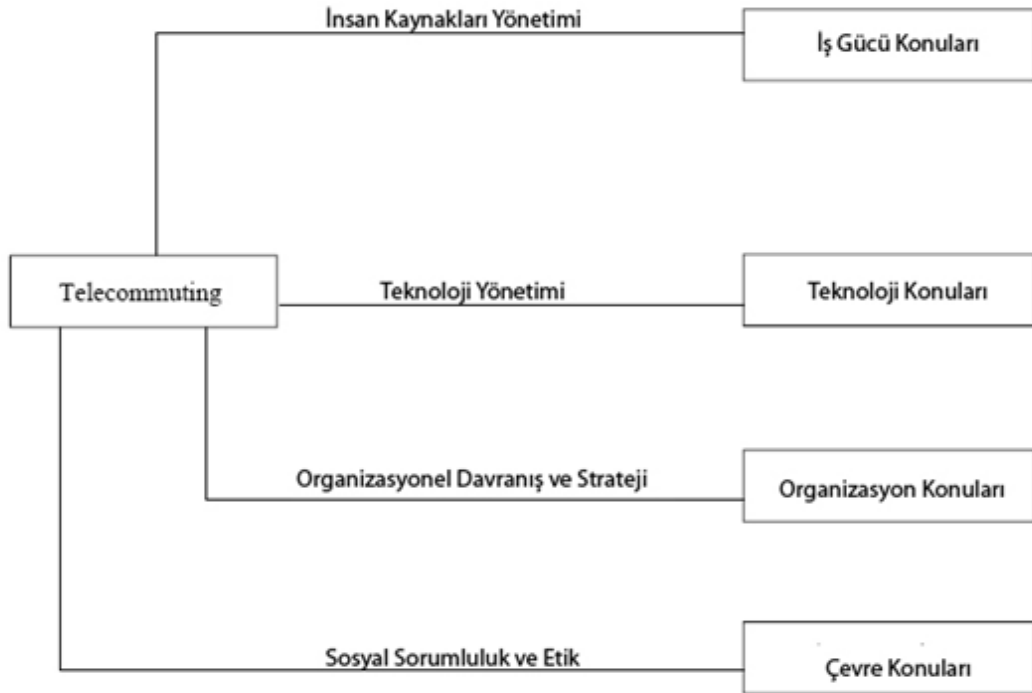 İnsan Kaynakları Yönetimi
İş Gücü Konuları
Telecommuting
Teknoloji Yönetimi
Teknoloji Konuları
Organizasyonel Davranış ve Strateji
Organizasyon Konuları
Sosyal Sorumluluk ve Etik
Çevre Konuları